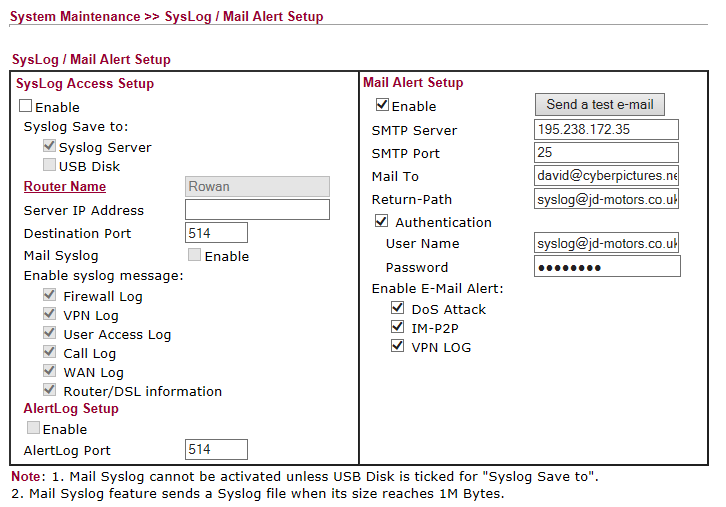 System Maintenance >> SysLog / Mail Alert Setup
SysLog / Mail Alert Setup
SysLog Access Setup
Enable
Syslog Save to:
Syslog Server
USB Disk
Router Name Rowan
Server IP Address
Destination Port 514
Mail Syslog Enable
Enable syslog message:
Firewall Log
VPN Log
User Access Log
Call Log
WAN Log
Router/DSL information
AlertLog Setup
Enable
AlertLog Port 514
Mail Alert Setup
Enable Send a test e-mail
SMTP Server 195.238.172.35
SMTP Port 25
Mail To david@cyberpictures.ne
Return-Path syslog@jd-motors.co.uk
Authentication
User Name syslog@jd-motors.co.uk
Password ●●●●●●●●
Enable E-Mail Alert:
DoS Attack
IM-P2P
VPN LOG
Note: 1. Mail Syslog cannot be activated unless USB Disk is ticked for "Syslog Save to".
2. Mail Syslog feature sends a Syslog file when its size reaches 1M Bytes.